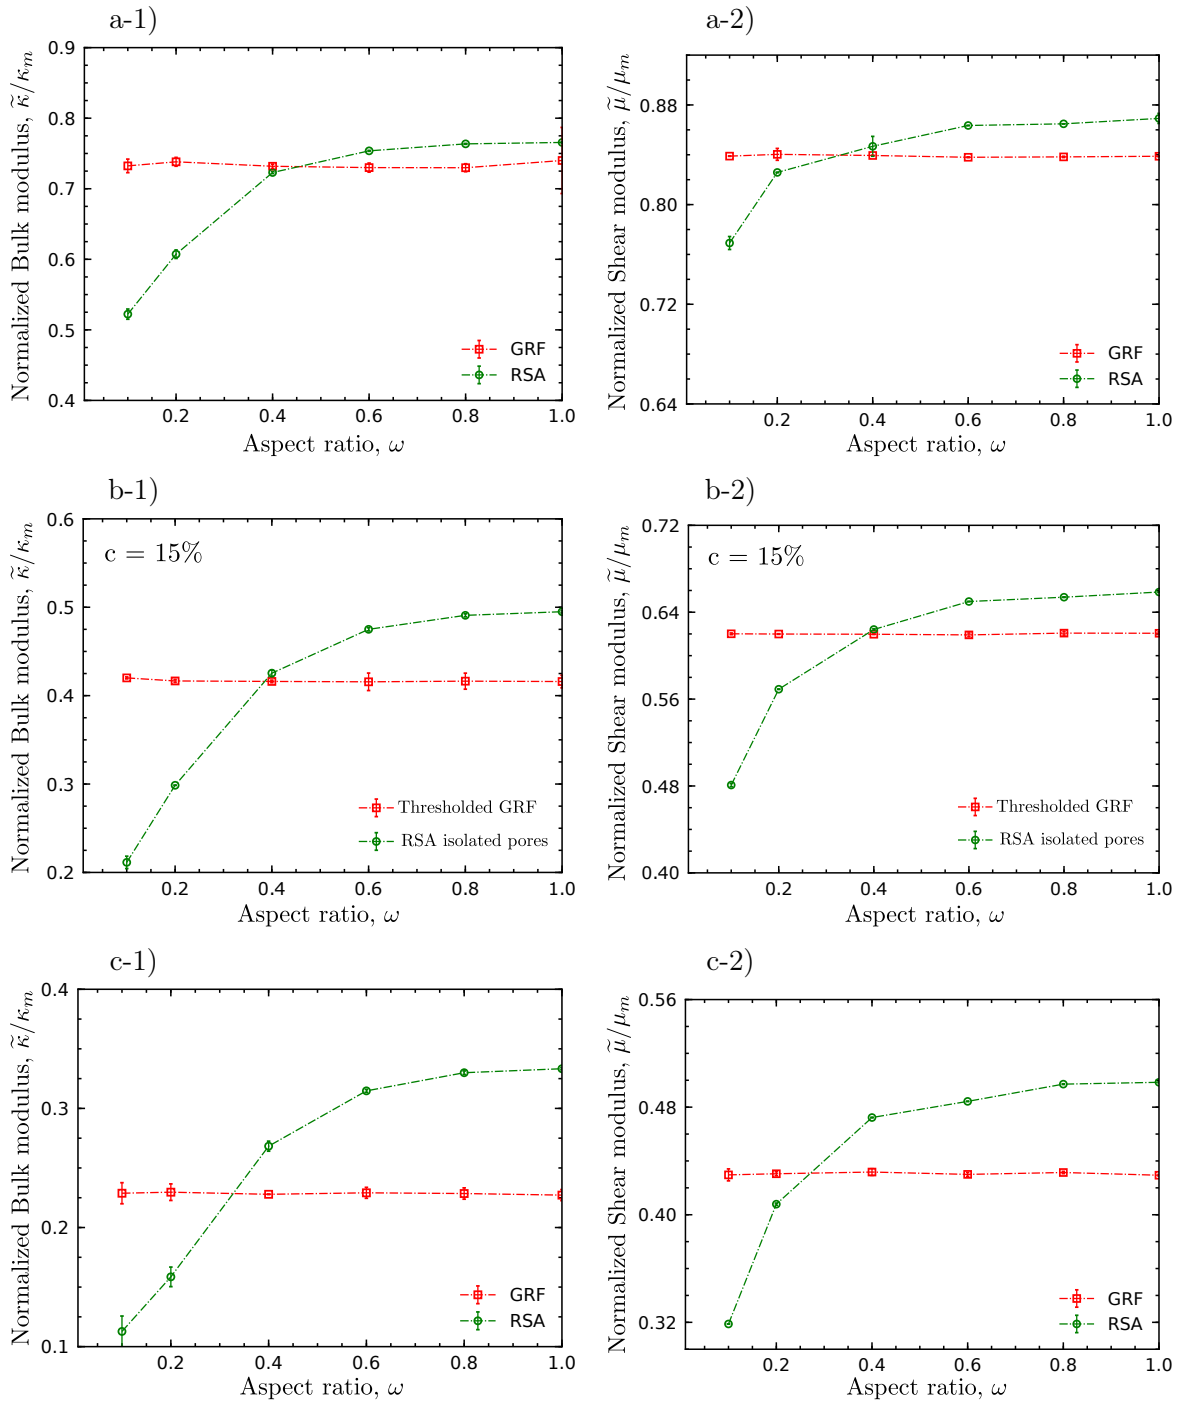 a-1)
Normalized Bulk modulus, κ̃/κₘ
0.9
0.8
0.7
0.6
0.5
0.4
0.2 0.4 0.6 0.8 1.0
Aspect ratio, ω
GRF
RSA
a-2)
Normalized Shear modulus, μ̃/μₘ
0.88
0.80
0.72
0.64
0.2 0.4 0.6 0.8 1.0
Aspect ratio, ω
GRF
RSA
b-1)
Normalized Bulk modulus, κ̃/κₘ
c = 15%
0.6
0.5
0.4
0.3
0.2
0.2 0.4 0.6 0.8 1.0
Aspect ratio, ω
Thresholded GRF
RSA isolated pores
b-2)
Normalized Shear modulus, μ̃/μₘ
c = 15%
0.72
0.64
0.56
0.48
0.40
0.2 0.4 0.6 0.8 1.0
Aspect ratio, ω
Thresholded GRF
RSA isolated pores
c-1)
Normalized Bulk modulus, κ̃/κₘ
0.4
0.3
0.2
0.1
0.2 0.4 0.6 0.8 1.0
Aspect ratio, ω
GRF
RSA
c-2)
Normalized Shear modulus, μ̃/μₘ
0.56
0.48
0.40
0.32
0.2 0.4 0.6 0.8 1.0
Aspect ratio, ω
GRF
RSA